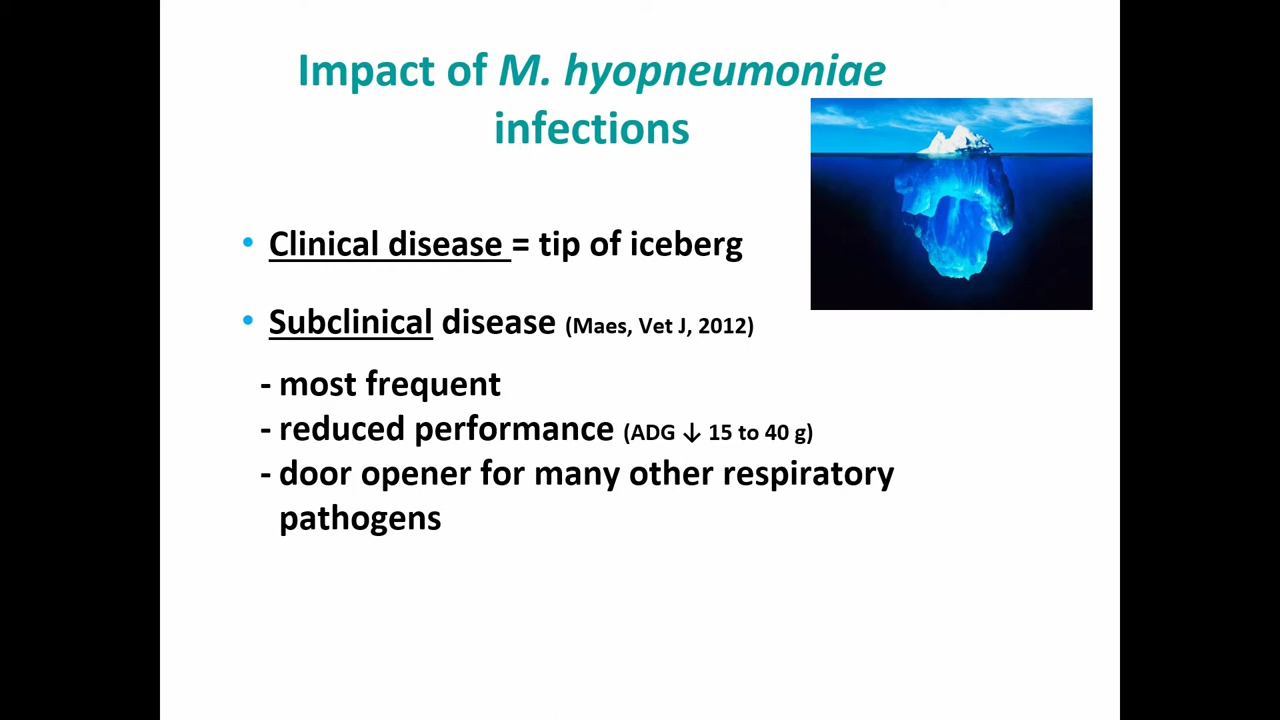 Impact of M. hyopneumoniae
infections
• Clinical disease = tip of iceberg
• Subclinical disease (Maes, Vet J, 2012)
- most frequent
- reduced performance (ADG ↓ 15 to 40 g)
- door opener for many other respiratory
pathogens